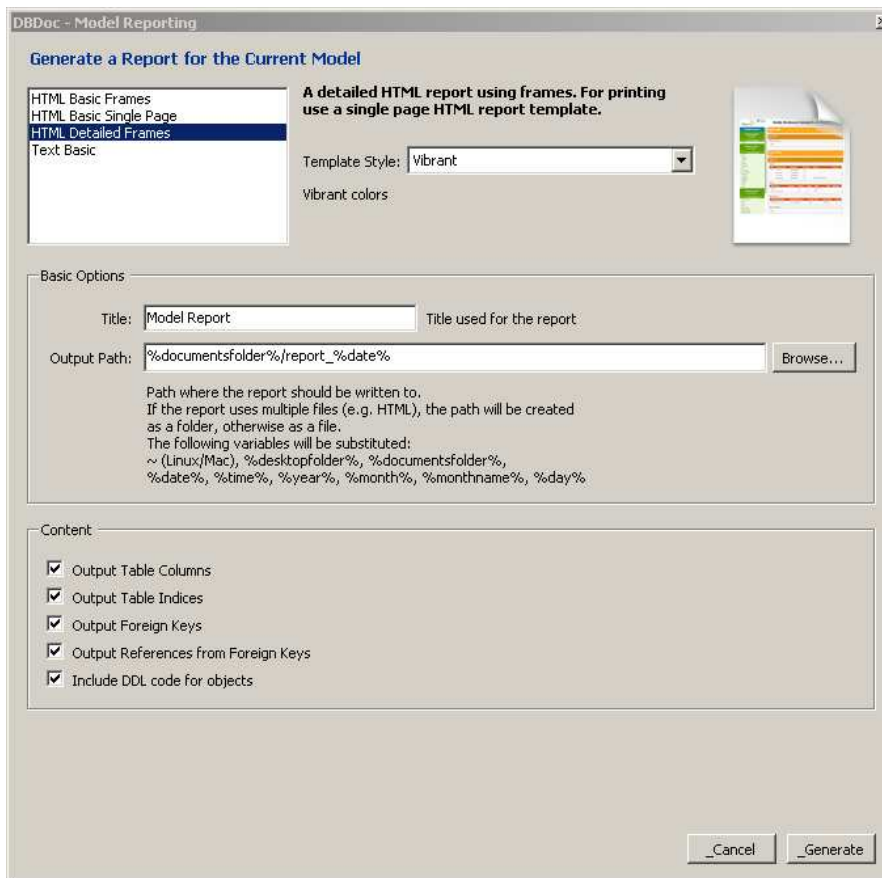 DBDoc - Model Reporting
Generate a Report for the Current Model
HTML Basic Frames
HTML Basic Single Page
HTML Detailed Frames
Text Basic
A detailed HTML report using frames. For printing
use a single page HTML report template.
Template Style: Vibrant
Vibrant colors
Basic Options
Title: Model Report Title used for the report
Output Path: %documentsfolder%/report_%date% Browse...
Path where the report should be written to.
If the report uses multiple files (e.g. HTML), the path will be created
as a folder, otherwise as a file.
The following variables will be substituted:
~ (Linux/Mac), %desktopfolder%, %documentsfolder%,
%date%, %time%, %year%, %month%, %monthname%, %day%
Content
Output Table Columns
Output Table Indices
Output Foreign Keys
Output References from Foreign Keys
Include DDL code for objects
_Cancel _Generate